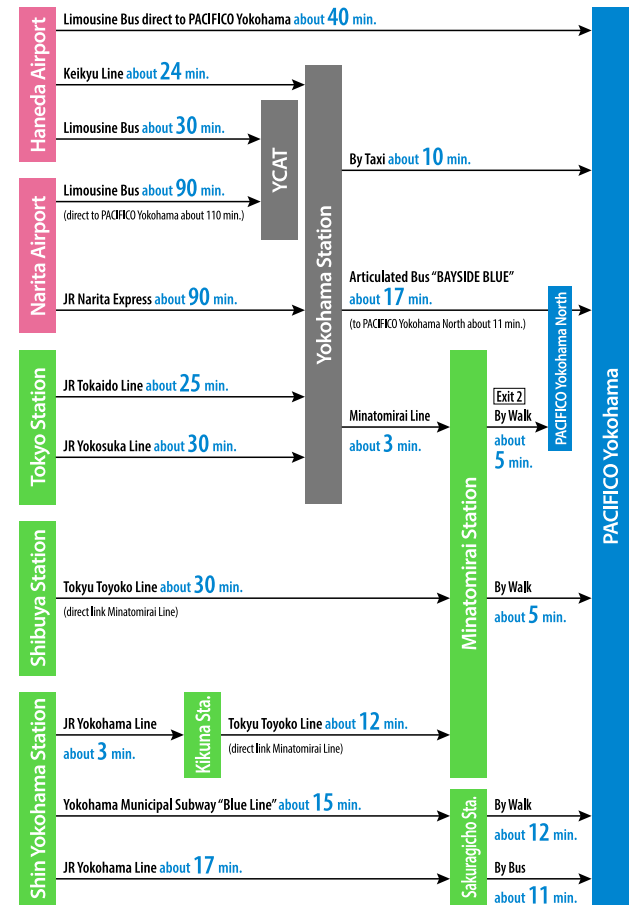 Haneda Airport
Limousine Bus direct to PACIFICO Yokohama about 40 min.
Keikyu Line about 24 min.
Limousine Bus about 30 min.
YCAT
Yokohama Station
By Taxi about 10 min.
Narita Airport
Limousine Bus about 90 min.
(direct to PACIFICO Yokohama about 110 min.)
JR Narita Express about 90 min.
Articulated Bus “BAYSIDE BLUE”
about 17 min.
(to PACIFICO Yokohama North about 11 min.)
PACIFICO Yokohama North
PACIFICO Yokohama
Tokyo Station
JR Tokaido Line about 25 min.
JR Yokosuka Line about 30 min.
Minatomirai Line
about 3 min.
Minatomirai Station
Exit 2
By Walk
about
5 min.
Shibuya Station
Tokyu Toyoko Line about 30 min.
(direct link Minatomirai Line)
By Walk
about 5 min.
Shin Yokohama Station
JR Yokohama Line
about 3 min.
Kikuna Sta.
Tokyu Toyoko Line about 12 min.
(direct link Minatomirai Line)
Yokohama Municipal Subway “Blue Line” about 15 min.
Sakuragicho Sta.
By Walk
about 12 min.
JR Yokohama Line about 17 min.
By Bus
about 11 min.